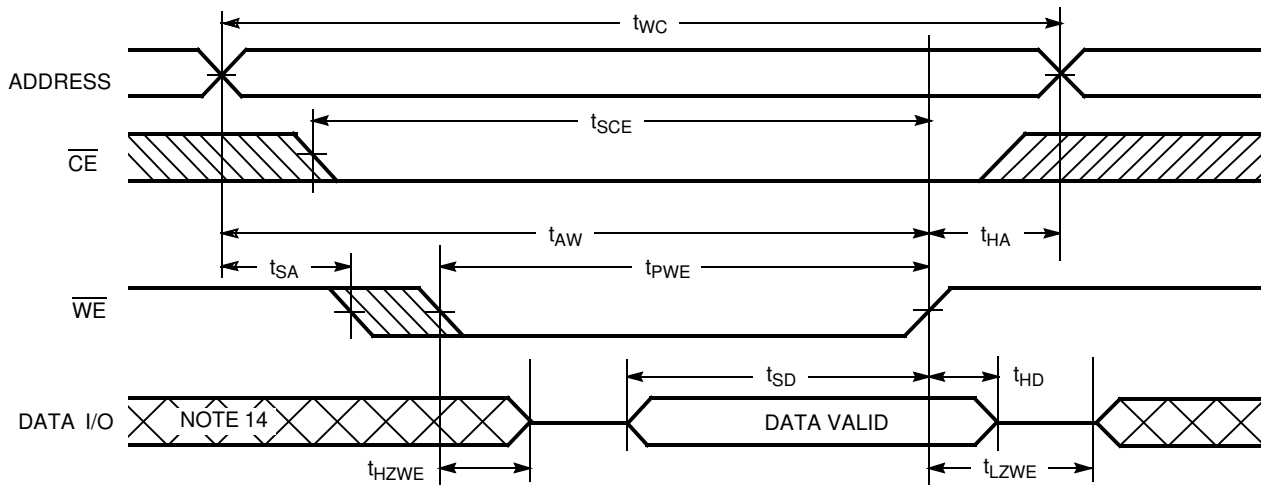 tWC
ADDRESS
tSCE
CE
tAW
tHA
tSA
tPWE
WE
tSD
tHD
DATA I/O
NOTE 14
DATA VALID
tHZWE
tLZWE